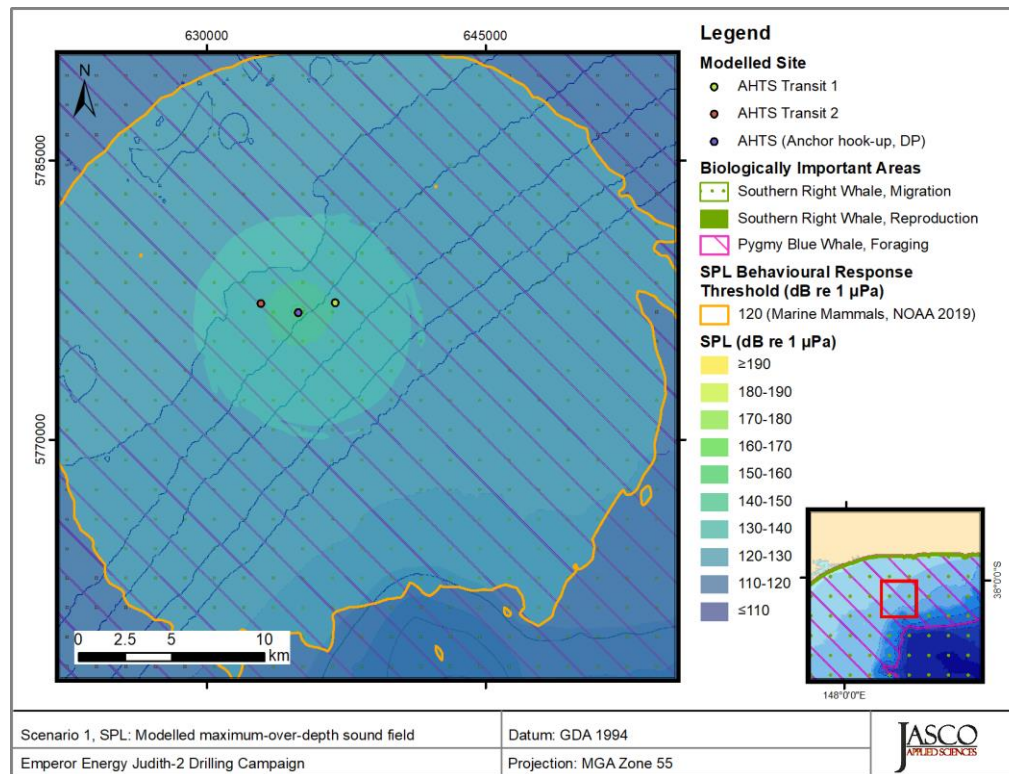 630000
645000
N
5785000
5770000
0 2.5 5 10
km
Legend
Modelled Site
AHTS Transit 1
AHTS Transit 2
AHTS (Anchor hook-up, DP)
Biologically Important Areas
Southern Right Whale, Migration
Southern Right Whale, Reproduction
Pygmy Blue Whale, Foraging
SPL Behavioural Response
Threshold (dB re 1 µPa)
120 (Marine Mammals, NOAA 2019)
SPL (dB re 1 µPa)
≥190
180-190
170-180
160-170
150-160
140-150
130-140
120-130
110-120
≤110
38°0'0"S
148°0'0"E
Scenario 1, SPL: Modelled maximum-over-depth sound field
Datum: GDA 1994
Emperor Energy Judith-2 Drilling Campaign
Projection: MGA Zone 55
JASCO
APPLIED SCIENCES